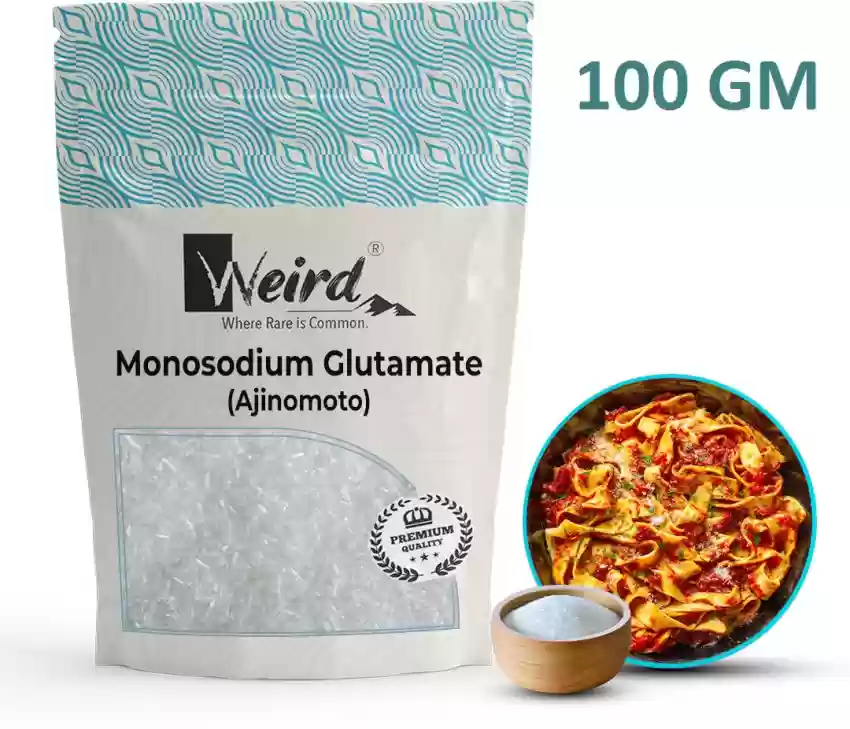 100 GM
Weird®
Where Rare is Common.
Monosodium Glutamate
(Ajinomoto)
PREMIUM
QUALITY